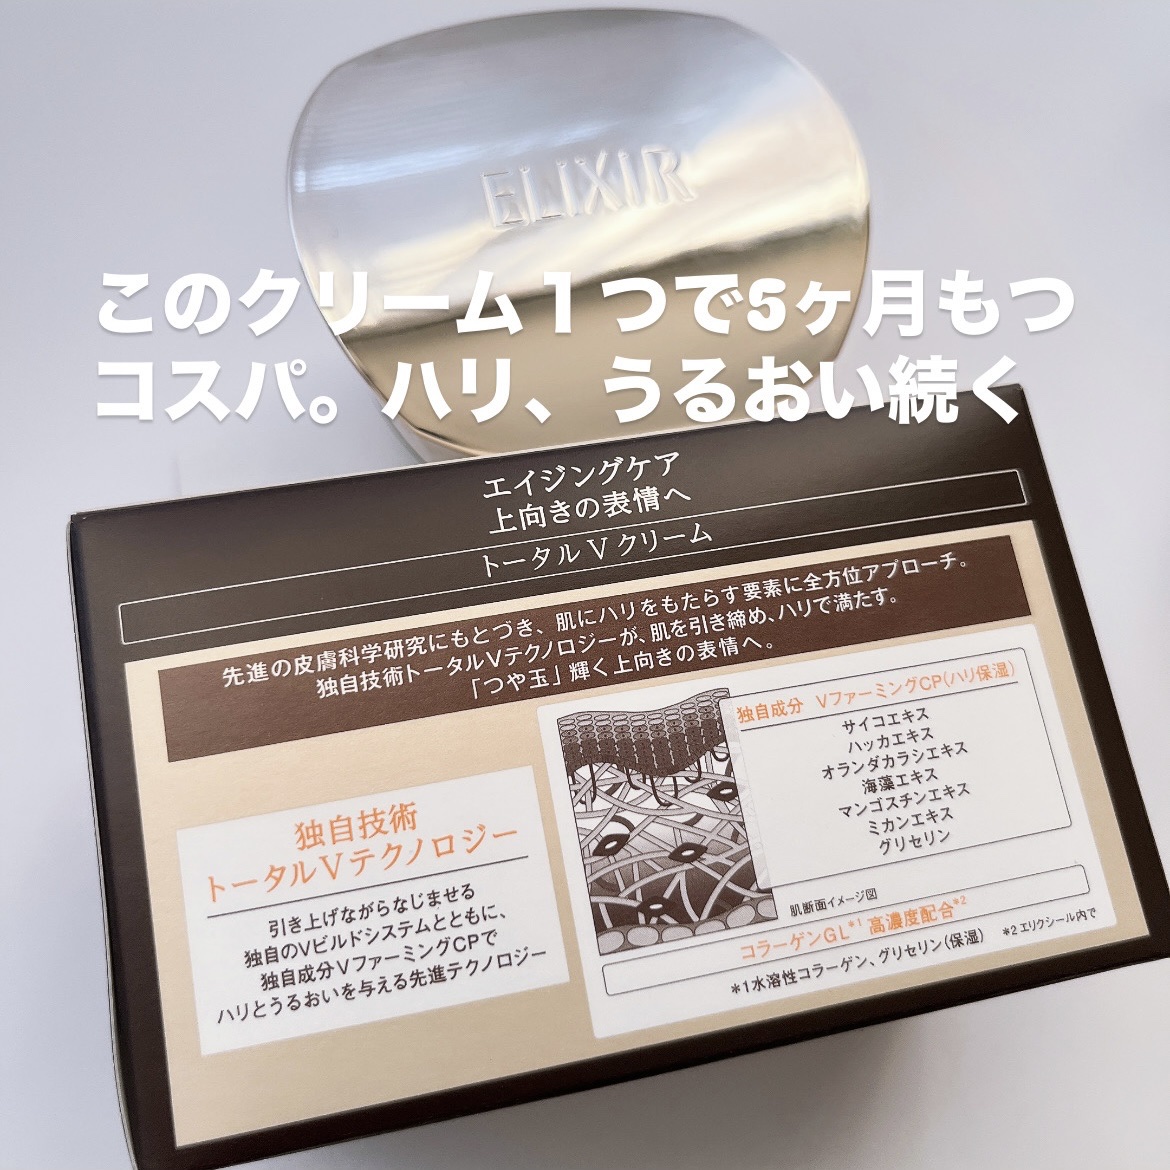 ELIXIR
このクリーム１つで5ヶ月もつ
コスパ。ハリ、うるおい続く
エイジングケア
上向きの表情へ
トータル V クリーム
先進の皮膚科学研究にもとづき、肌にハリをもたらす要素に全方位アプローチ。
独自技術トータルVテクノロジーが、肌を引き締め、ハリで満たす。
「つや玉」輝く上向きの表情へ。
独自技術
トータルVテクノロジー
引き上げながらなじませる
独自のVビルドシステムとともに、
独自成分VファーミングCPで
ハリとうるおいを与える先進テクノロジー
独自成分 VファーミングCP(ハリ保湿)
サイコエキス
ハッカエキス
オランダカラシエキス
海藻エキス
マンゴスチンエキス
ミカンエキス
グリセリン
肌断面イメージ図
コラーゲンGL*1 高濃度配合*2
*1水溶性コラーゲン、グリセリン(保湿) *2 エリクシール内で